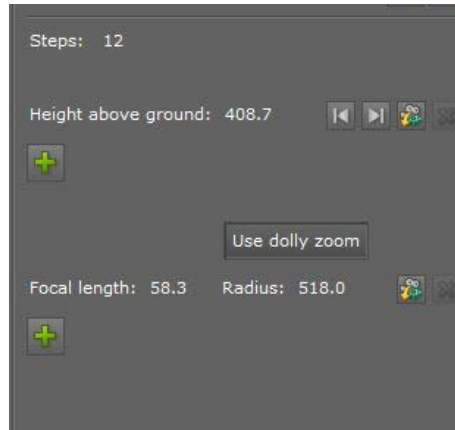 Steps: 12
Height above ground: 408.7
Use dolly zoom
Focal length: 58.3 Radius: 518.0